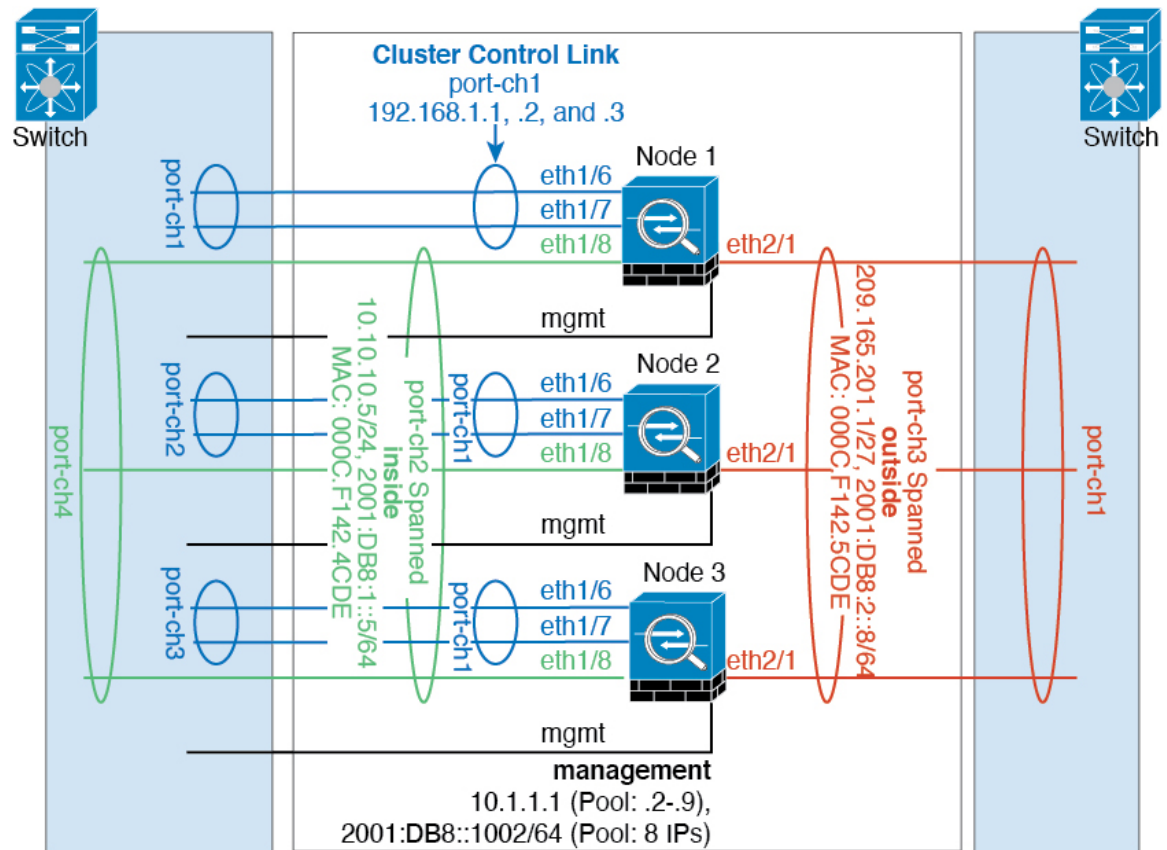 Switch
Switch
Cluster Control Link
port-ch1
192.168.1.1, .2, and .3
Node 1
port-ch1
eth1/6
eth1/7
eth1/8
eth2/1
mgmt
Node 2
port-ch2
port-ch1
eth1/6
eth1/7
eth1/8
eth2/1
mgmt
Node 3
port-ch3
port-ch1
eth1/6
eth1/7
eth1/8
eth2/1
mgmt
port-ch4
port-ch2 Spanned
inside
10.10.10.5/24, 2001:DB8:1::5/64
MAC: 000C.F142.4CDE
port-ch3 Spanned
outside
209.165.201.1/27, 2001:DB8:2::8/64
MAC: 000C.F142.5CDE
port-ch1
management
10.1.1.1 (Pool: .2-.9),
2001:DB8::1002/64 (Pool: 8 IPs)